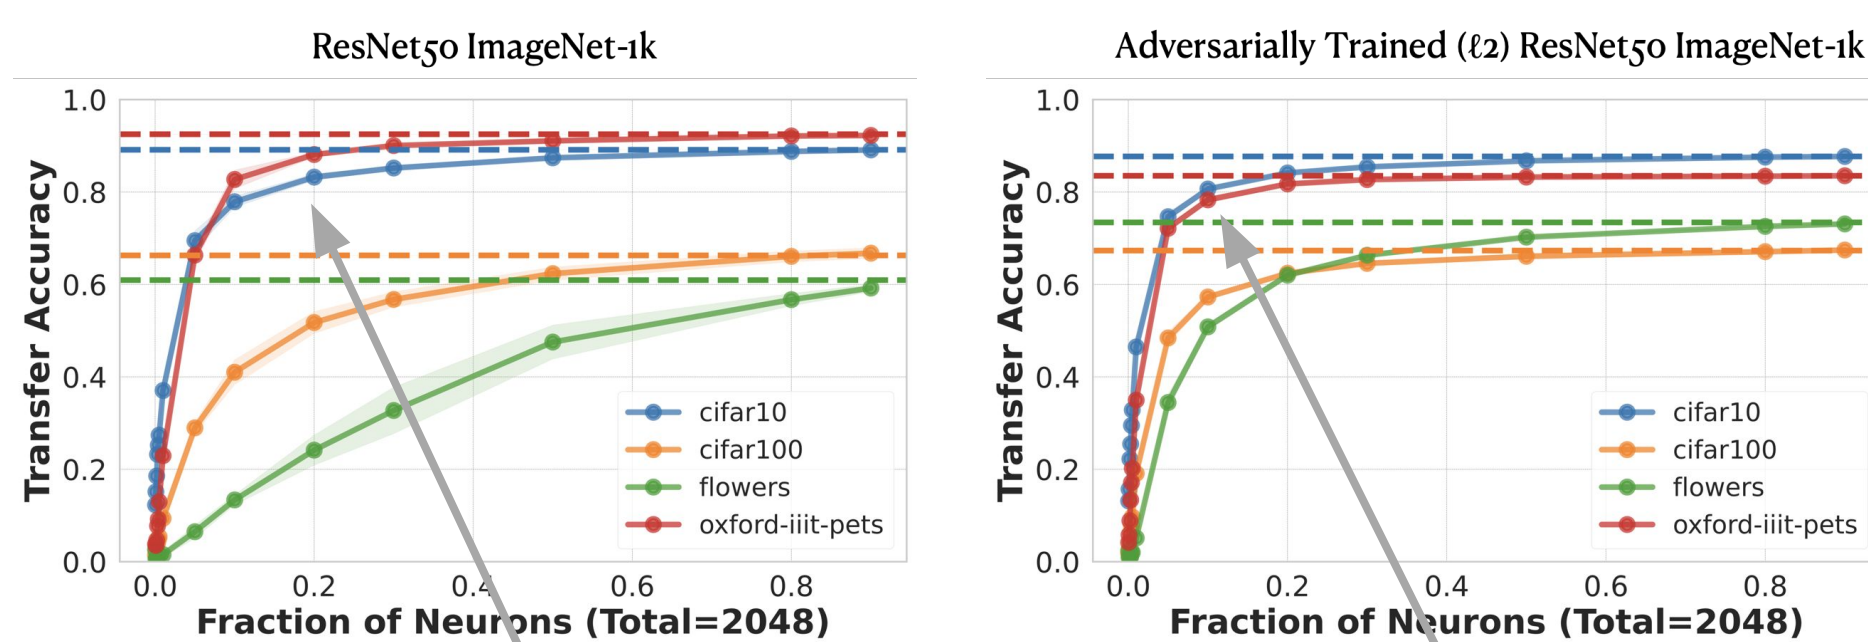 ResNet50 ImageNet-1k
Transfer Accuracy
1.0
0.8
0.6
0.4
0.2
0.0
cifar10
cifar100
flowers
oxford-iiit-pets
0.0 0.2 0.4 0.6 0.8
Fraction of Neurons (Total=2048)
Adversarially Trained (ℓ2) ResNet50 ImageNet-1k
Transfer Accuracy
1.0
0.8
0.6
0.4
0.2
0.0
cifar10
cifar100
flowers
oxford-iiit-pets
0.0 0.2 0.4 0.6 0.8
Fraction of Neurons (Total=2048)